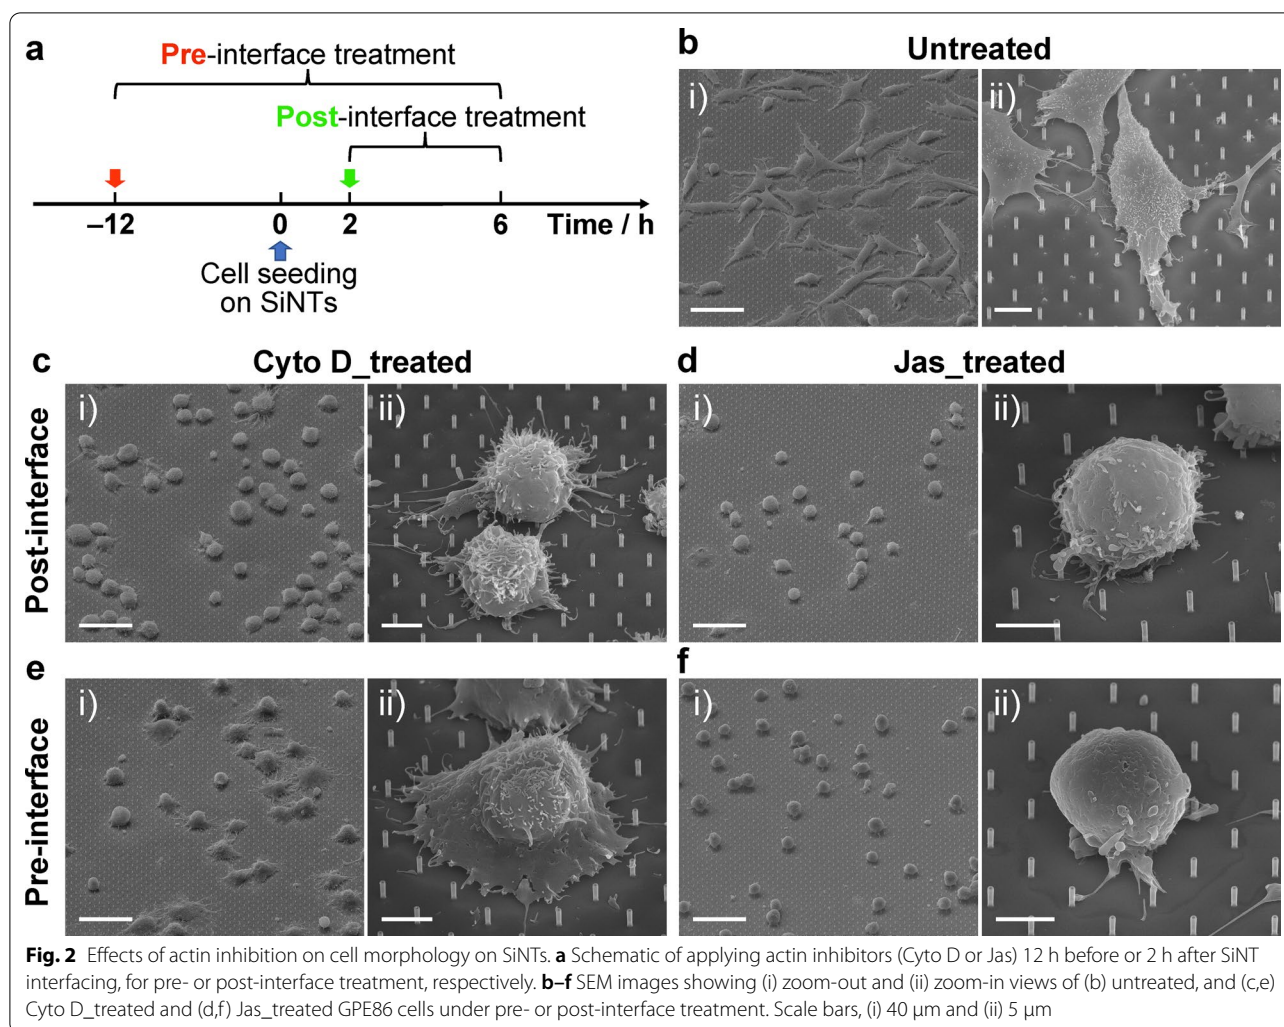 a
Pre-interface treatment
Post-interface treatment
–12
0
2
6
Time / h
Cell seeding
on SiNTs
b
Untreated
i)
ii)
c
Cyto D_treated
d
Jas_treated
Post-interface
i)
ii)
i)
ii)
e
f
Pre-interface
i)
ii)
i)
ii)
Fig. 2 Effects of actin inhibition on cell morphology on SiNTs. a Schematic of applying actin inhibitors (Cyto D or Jas) 12 h before or 2 h after SiNT
interfacing, for pre- or post-interface treatment, respectively. b–f SEM images showing (i) zoom-out and (ii) zoom-in views of (b) untreated, and (c,e)
Cyto D_treated and (d,f) Jas_treated GPE86 cells under pre- or post-interface treatment. Scale bars, (i) 40 µm and (ii) 5 µm